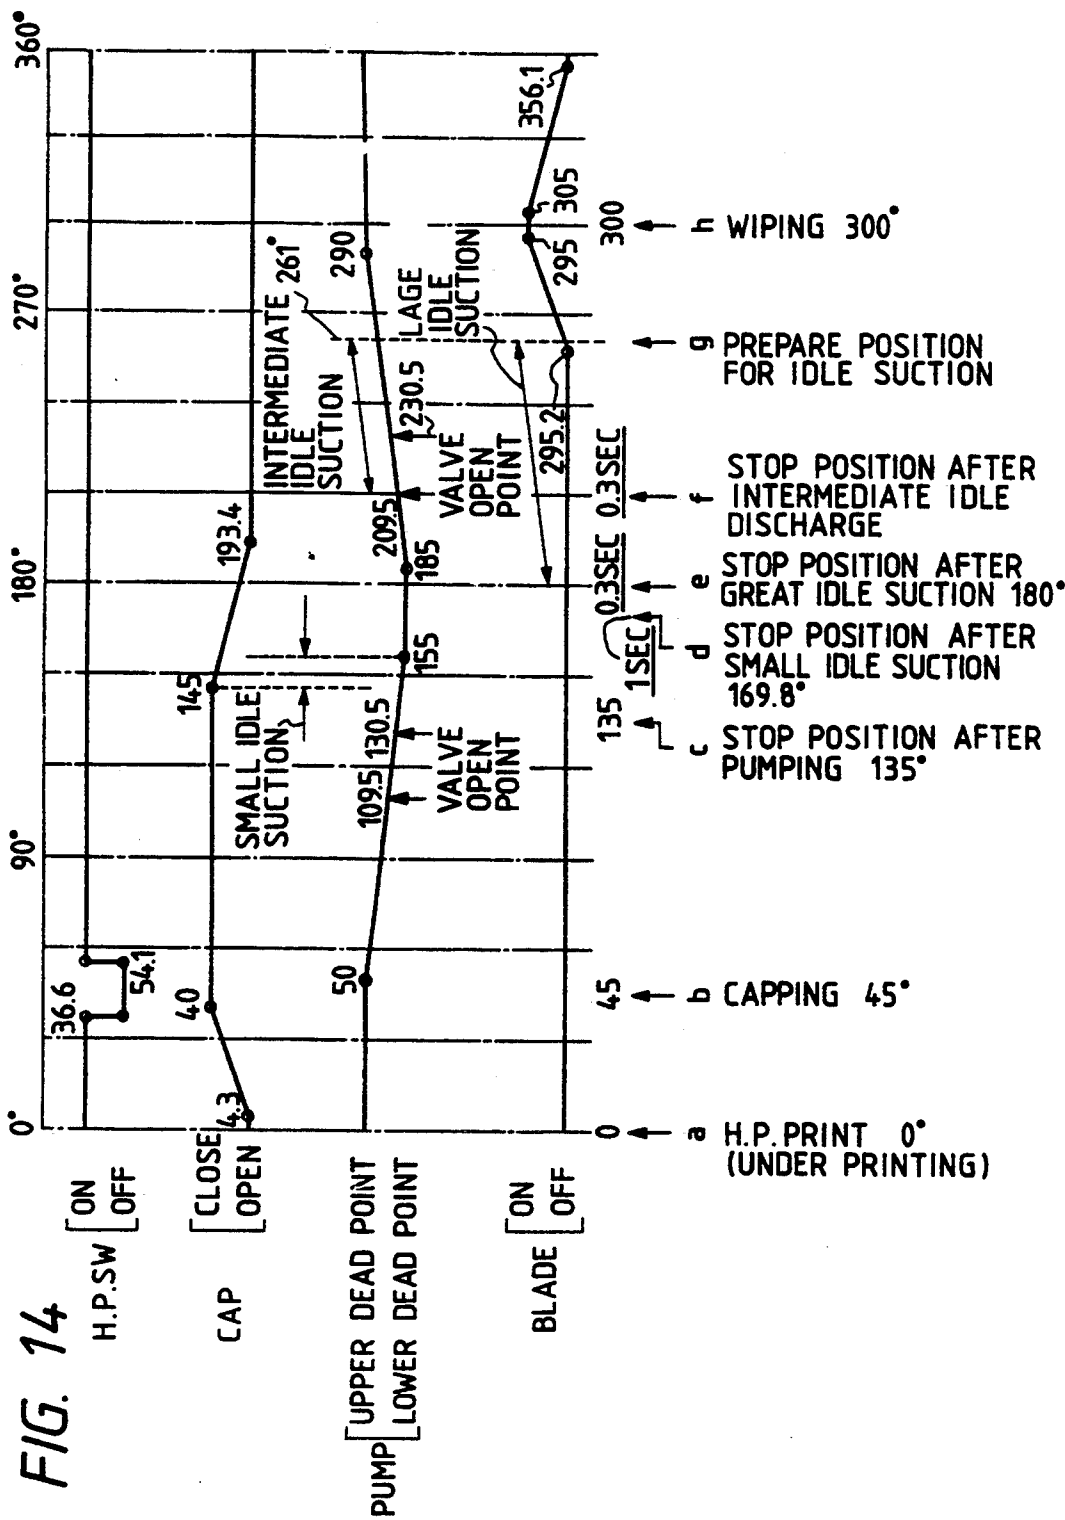 FIG. 14
0°
90°
180°
270°
360°
H.P.SW
ON
OFF
36.6
54.1
CAP
CLOSE
OPEN
4.3
40
145
193.4
SMALL IDLE
SUCTION
INTERMEDIATE 261°
IDLE
SUCTION
PUMP
UPPER DEAD POINT
LOWER DEAD POINT
50
109.5
130.5
155
185
209.5
230.5
290
VALVE
OPEN
POINT
VALVE
OPEN
POINT
LAGE
IDLE
SUCTION
BLADE
ON
OFF
295.2
295
305
356.1
0
45
135
1SEC
0.3SEC
0.3SEC
300
a H.P.PRINT 0°
(UNDER PRINTING)
b CAPPING 45°
c STOP POSITION AFTER
PUMPING 135°
d STOP POSITION AFTER
SMALL IDLE SUCTION
169.8°
e STOP POSITION AFTER
GREAT IDLE SUCTION 180°
f STOP POSITION AFTER
INTERMEDIATE IDLE
DISCHARGE
g PREPARE POSITION
FOR IDLE SUCTION
h WIPING 300°